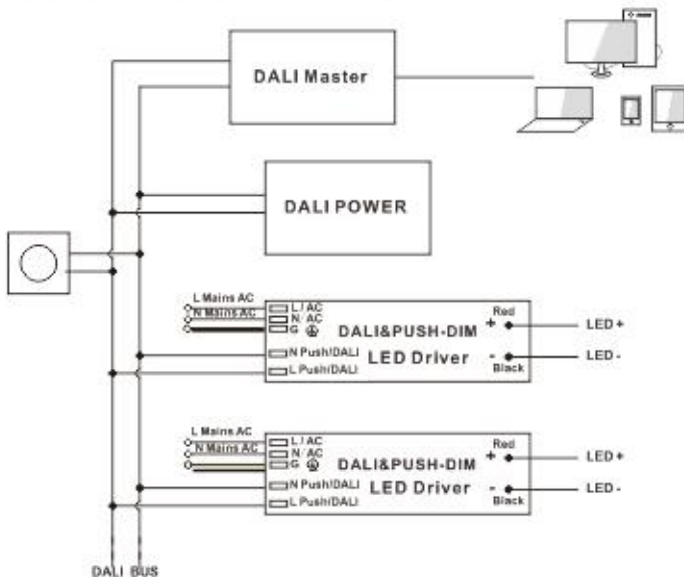 DALI Master
DALI POWER
L Mains AC
N Mains AC
L / AC
N/ AC
G
DALI&PUSH-DIM
LED Driver
N Push/DALI
L Push/DALI
Red
+
-
Black
LED +
LED -
L Mains AC
N Mains AC
L / AC
N/ AC
G
DALI&PUSH-DIM
LED Driver
N Push/DALI
L Push/DALI
Red
+
-
Black
LED +
LED -
DALI BUS